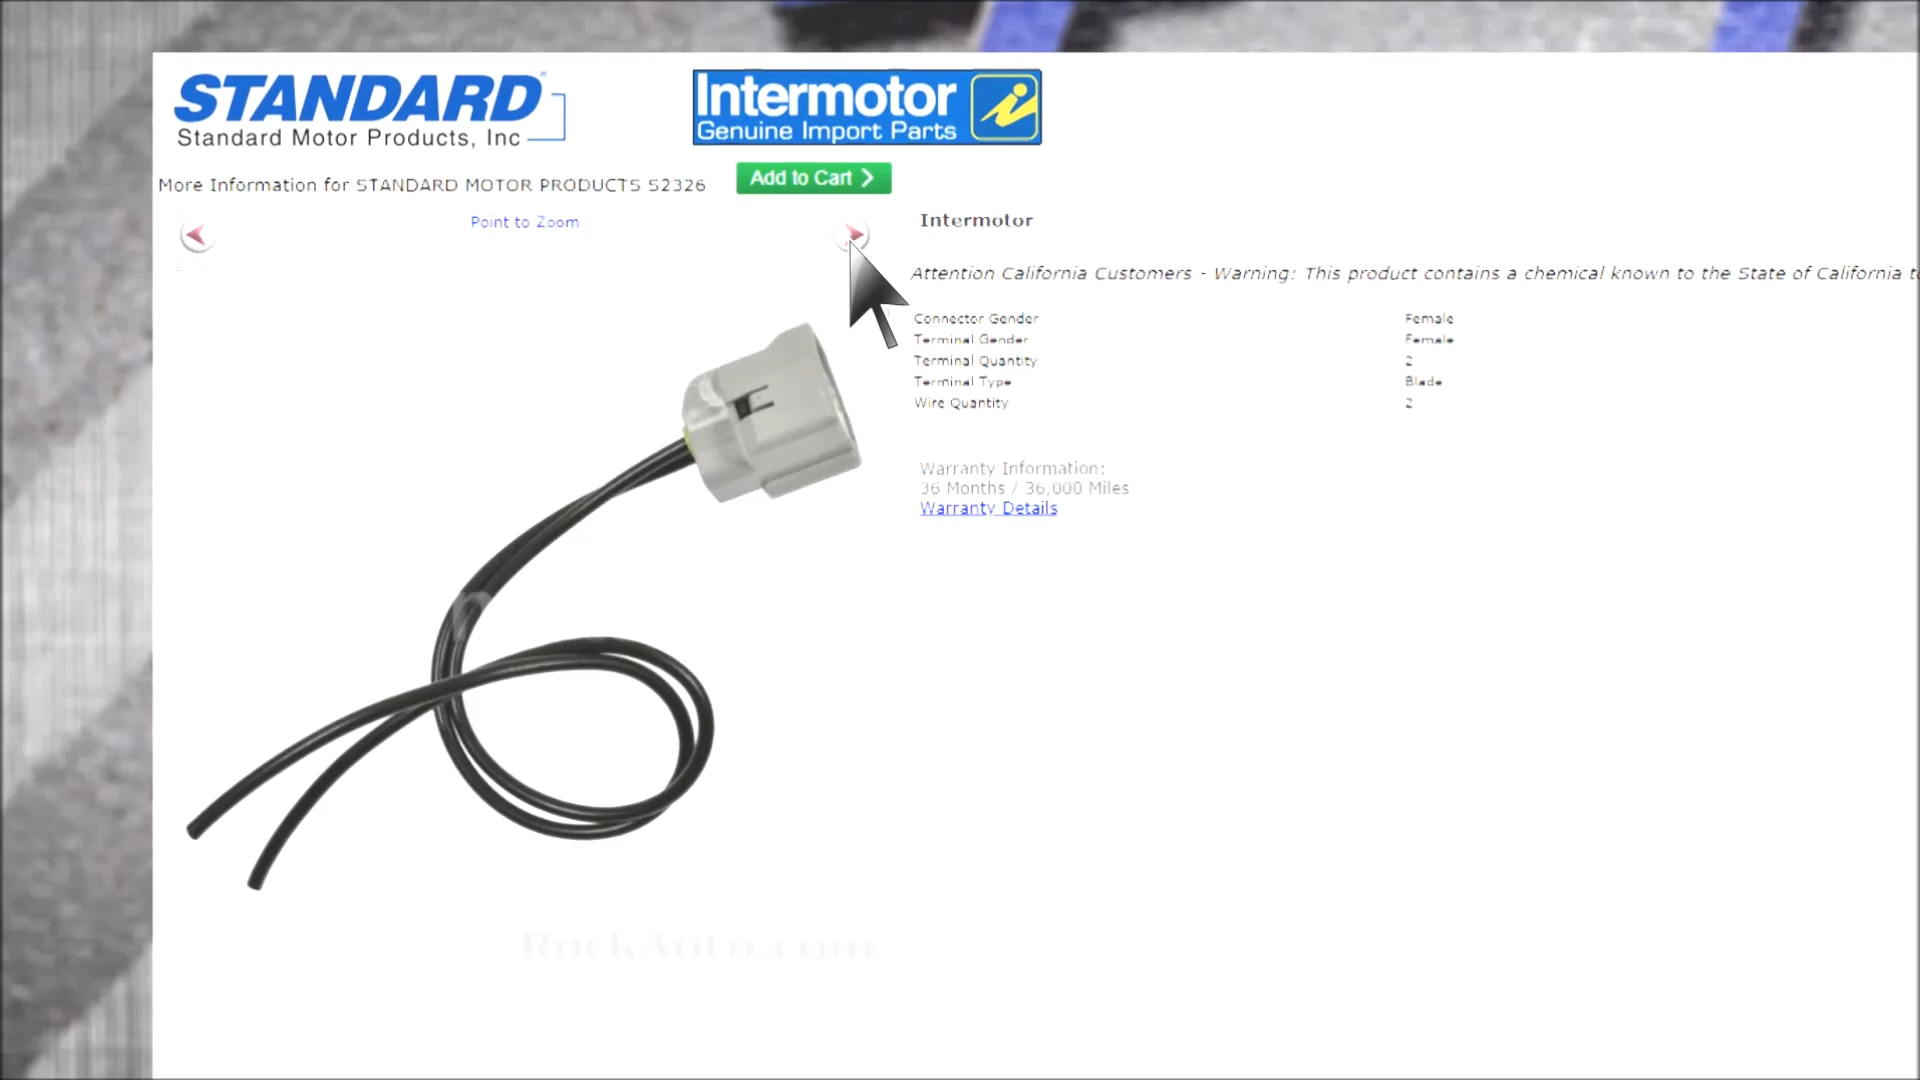 STANDARD®
Standard Motor Products, Inc
Intermotor
Genuine Import Parts
More Information for STANDARD MOTOR PRODUCTS S2326
Add to Cart
Point to Zoom
Intermotor
Attention California Customers - Warning: This product contains a chemical known to the State of California
Connector Gender Female
Terminal Gender Female
Terminal Quantity 2
Terminal Type Blade
Wire Quantity 2
Warranty Information:
36 Months / 36,000 Miles
Warranty Details
RockAuto.com